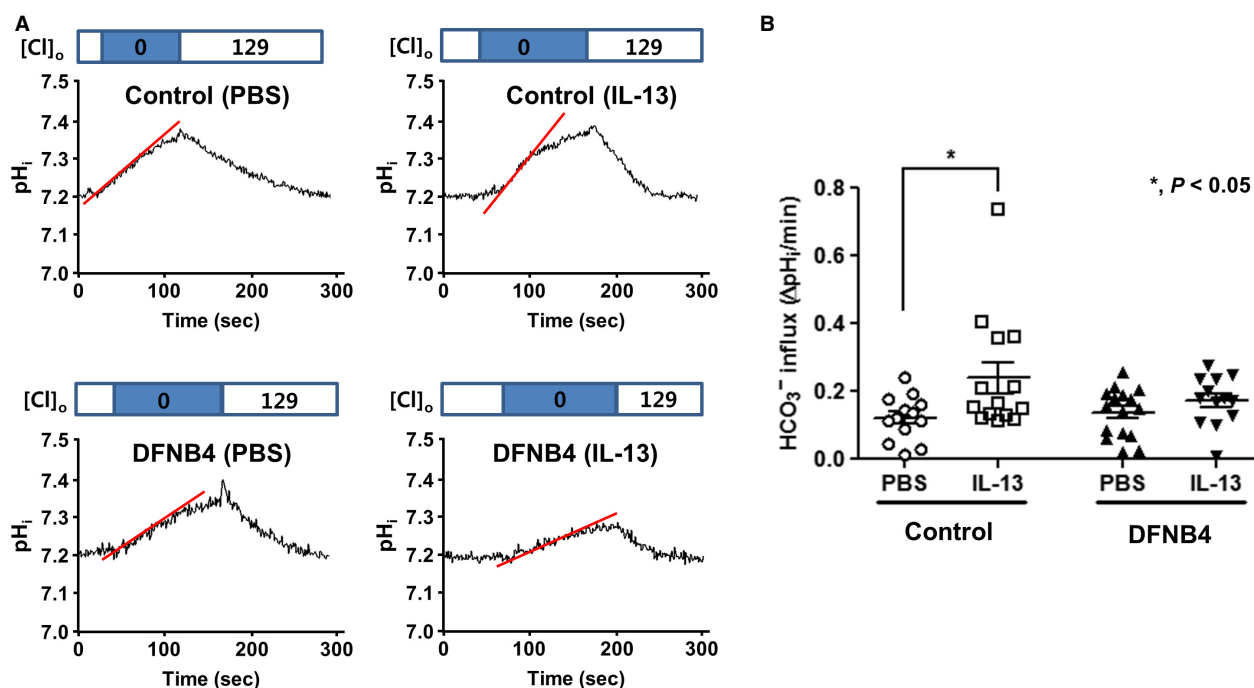 A
[Cl]ₒ 0 129
Control (PBS)
pHᵢ
7.5
7.4
7.3
7.2
7.1
7.0
0 100 200 300
Time (sec)
[Cl]ₒ 0 129
Control (IL-13)
pHᵢ
7.5
7.4
7.3
7.2
7.1
7.0
0 100 200 300
Time (sec)
[Cl]ₒ 0 129
DFNB4 (PBS)
pHᵢ
7.5
7.4
7.3
7.2
7.1
7.0
0 100 200 300
Time (sec)
[Cl]ₒ 0 129
DFNB4 (IL-13)
pHᵢ
7.5
7.4
7.3
7.2
7.1
7.0
0 100 200 300
Time (sec)
B
*
*, P < 0.05
HCO₃⁻ influx (ΔpHᵢ/min)
0.8
0.6
0.4
0.2
0.0
PBS IL-13 PBS IL-13
Control DFNB4